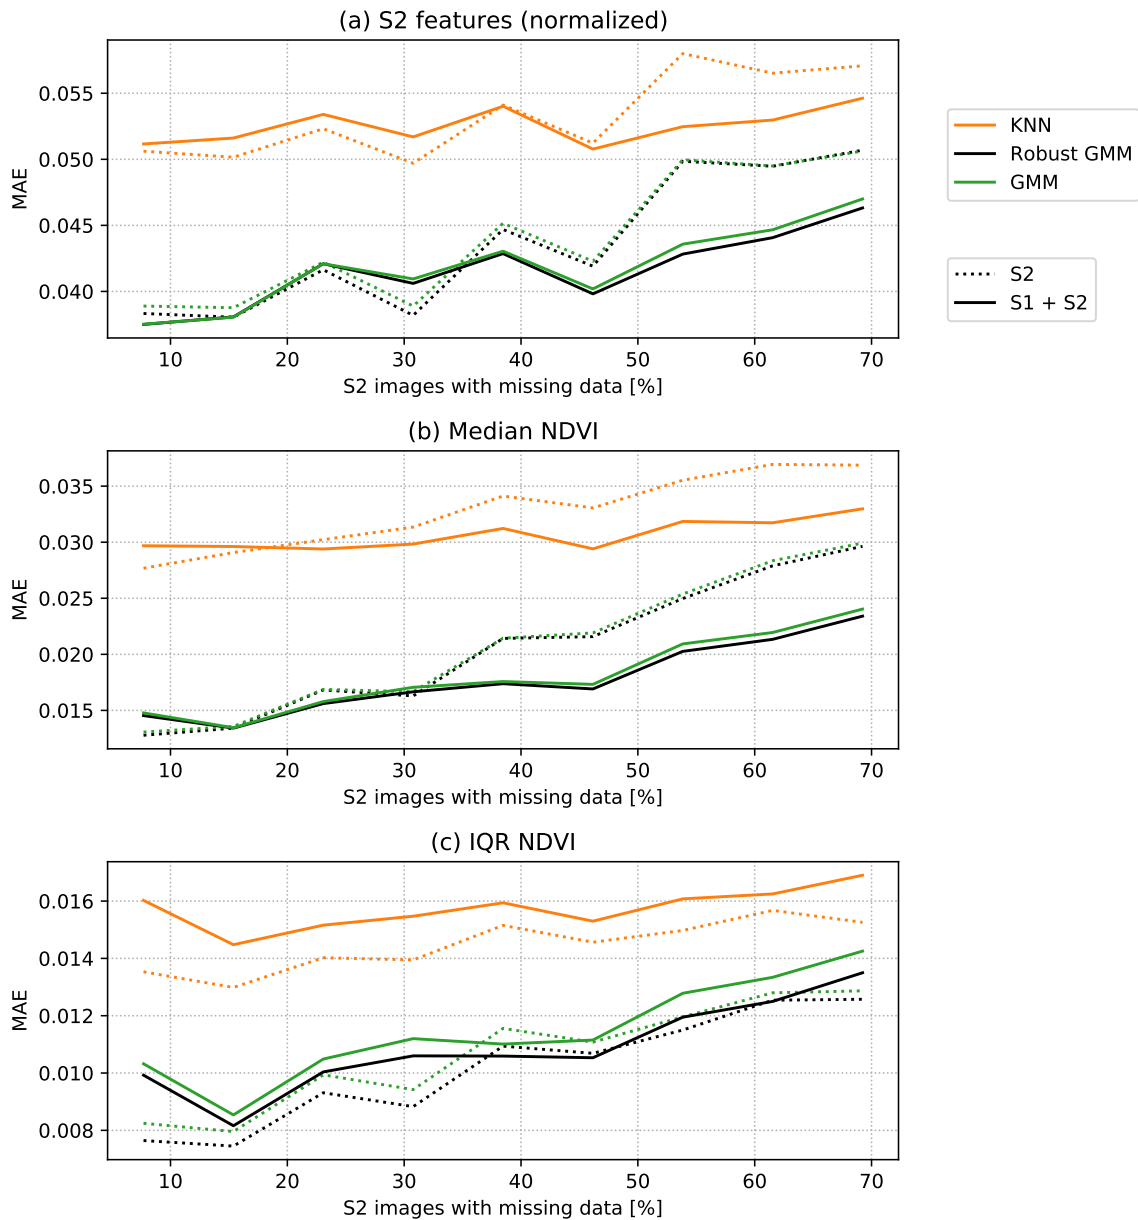 (a) S2 features (normalized)
0.055
0.050
0.045
0.040
MAE
10 20 30 40 50 60 70
S2 images with missing data [%]
KNN
Robust GMM
GMM
S2
S1 + S2
(b) Median NDVI
0.035
0.030
0.025
0.020
0.015
MAE
10 20 30 40 50 60 70
S2 images with missing data [%]
(c) IQR NDVI
0.016
0.014
0.012
0.010
0.008
MAE
10 20 30 40 50 60 70
S2 images with missing data [%]